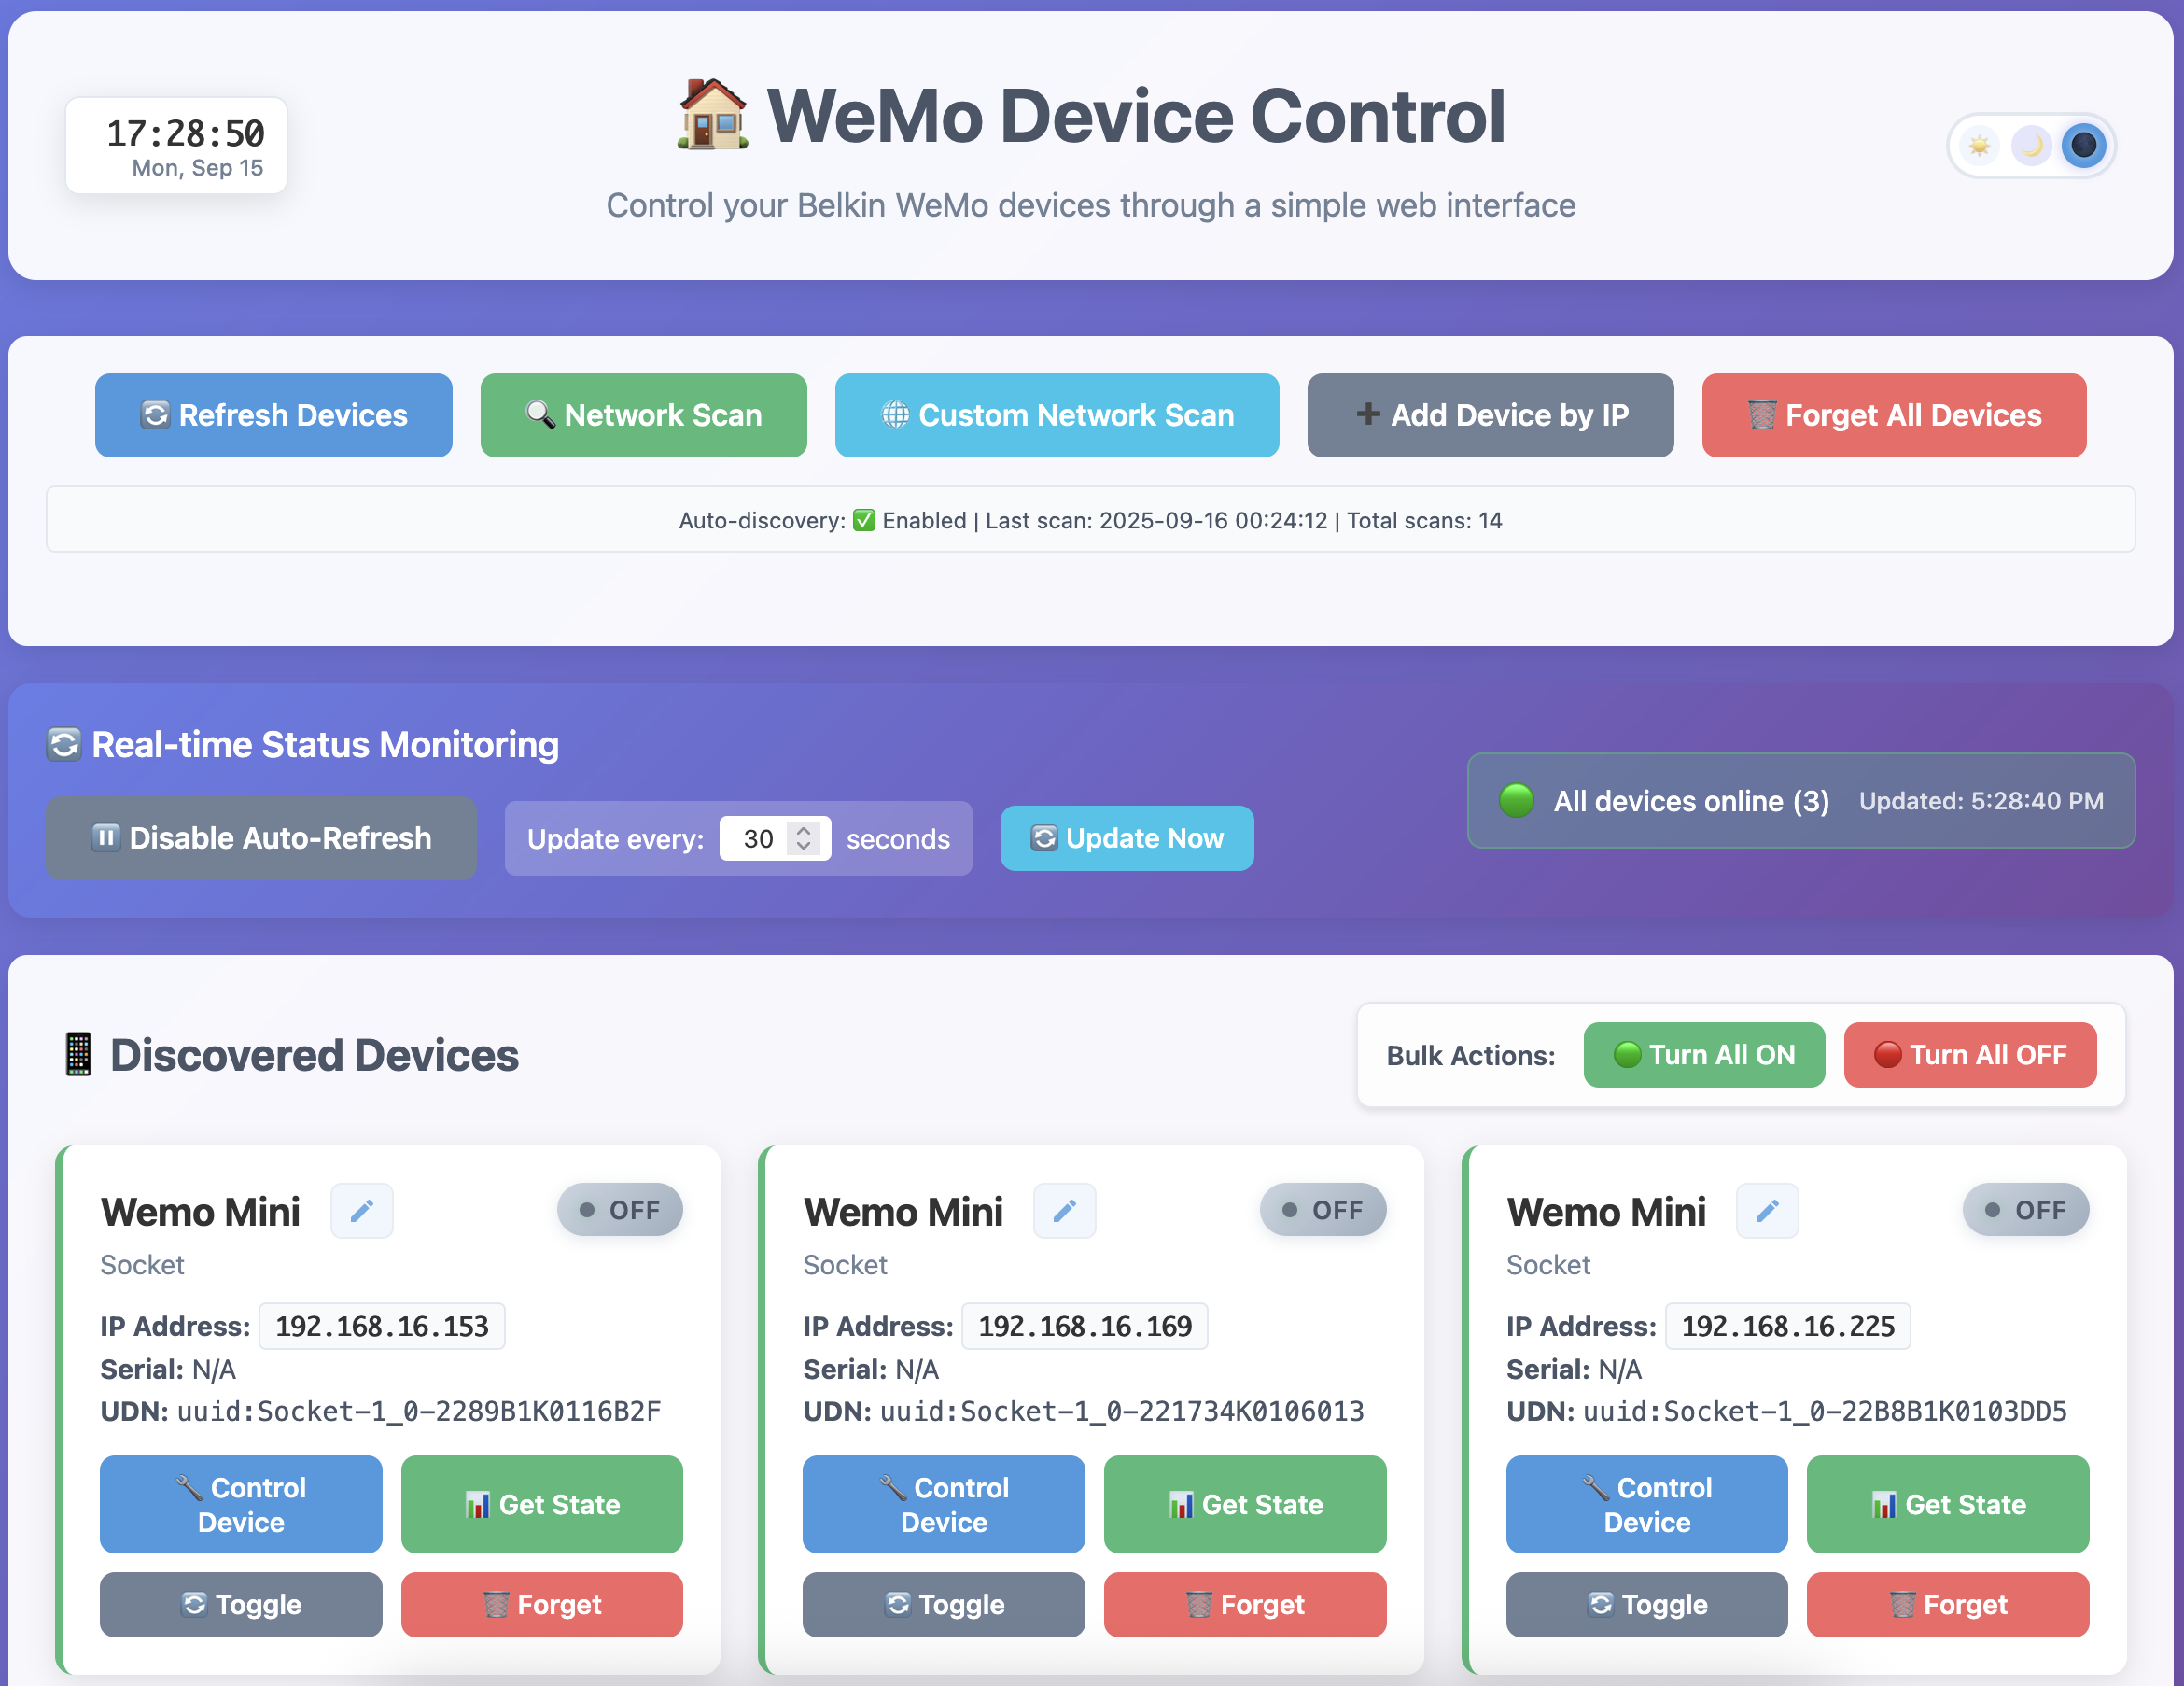 17:28:50
Mon, Sep 15
WeMo Device Control
Control your Belkin WeMo devices through a simple web interface
Refresh Devices
Network Scan
Custom Network Scan
Add Device by IP
Forget All Devices
Auto-discovery: ✅ Enabled | Last scan: 2025-09-16 00:24:12 | Total scans: 14
Real-time Status Monitoring
Disable Auto-Refresh
Update every: 30 seconds
Update Now
All devices online (3) Updated: 5:28:40 PM
Discovered Devices
Bulk Actions:
Turn All ON
Turn All OFF
Wemo Mini
OFF
Socket
IP Address: 192.168.16.153
Serial: N/A
UDN: uuid:Socket-1_0-2289B1K0116B2F
Control
Device
Get State
Toggle
Forget
Wemo Mini
OFF
Socket
IP Address: 192.168.16.169
Serial: N/A
UDN: uuid:Socket-1_0-221734K0106013
Control
Device
Get State
Toggle
Forget
Wemo Mini
OFF
Socket
IP Address: 192.168.16.225
Serial: N/A
UDN: uuid:Socket-1_0-22B8B1K0103DD5
Control
Device
Get State
Toggle
Forget